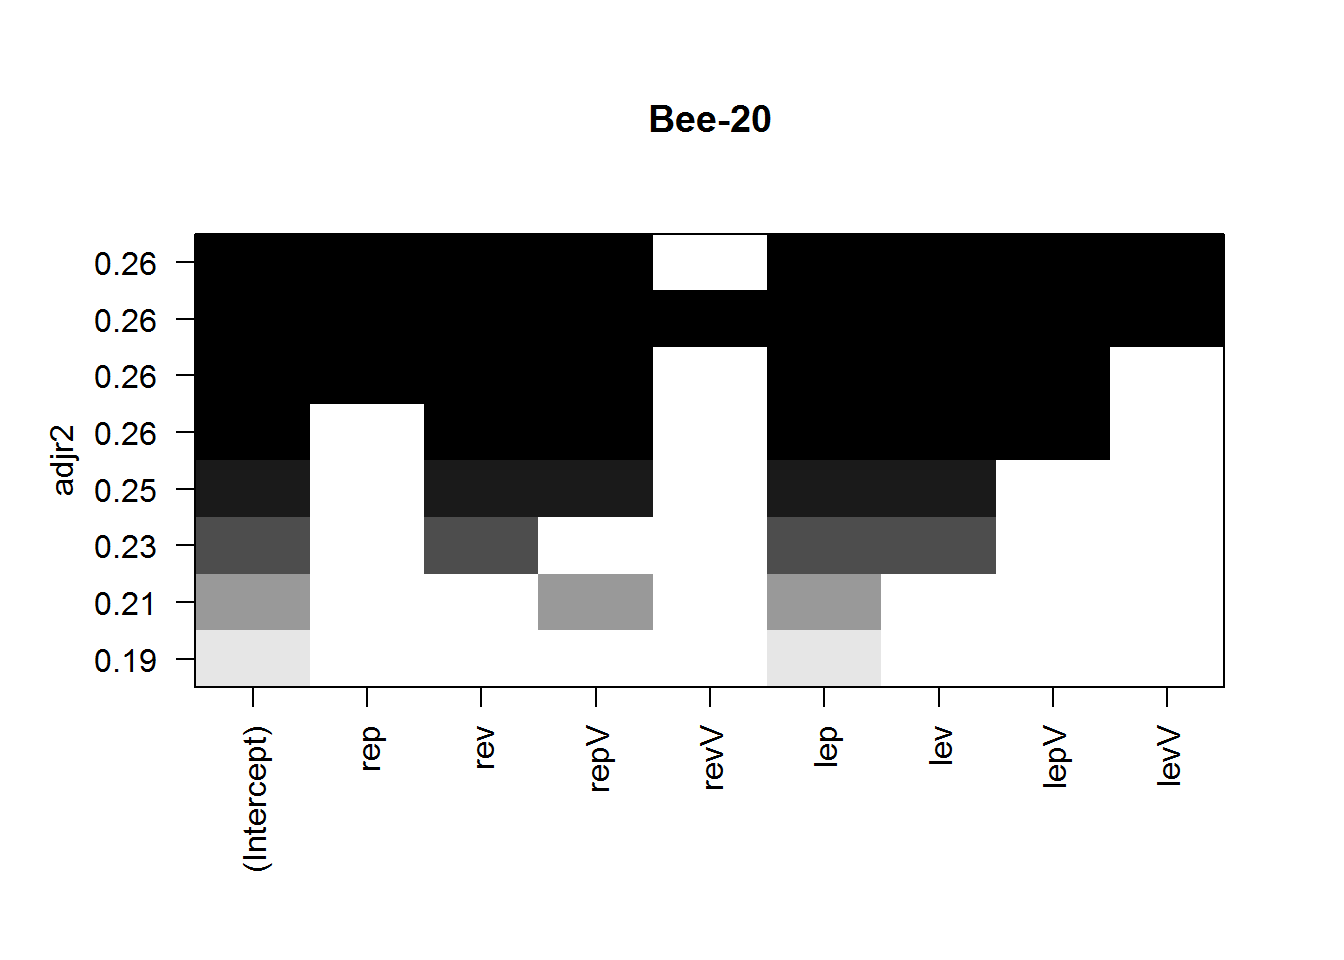 Bee-20
adjr2
0.26
0.26
0.26
0.26
0.25
0.23
0.21
0.19
(Intercept)
rep
rev
repV
revV
lep
lev
lepV
levV